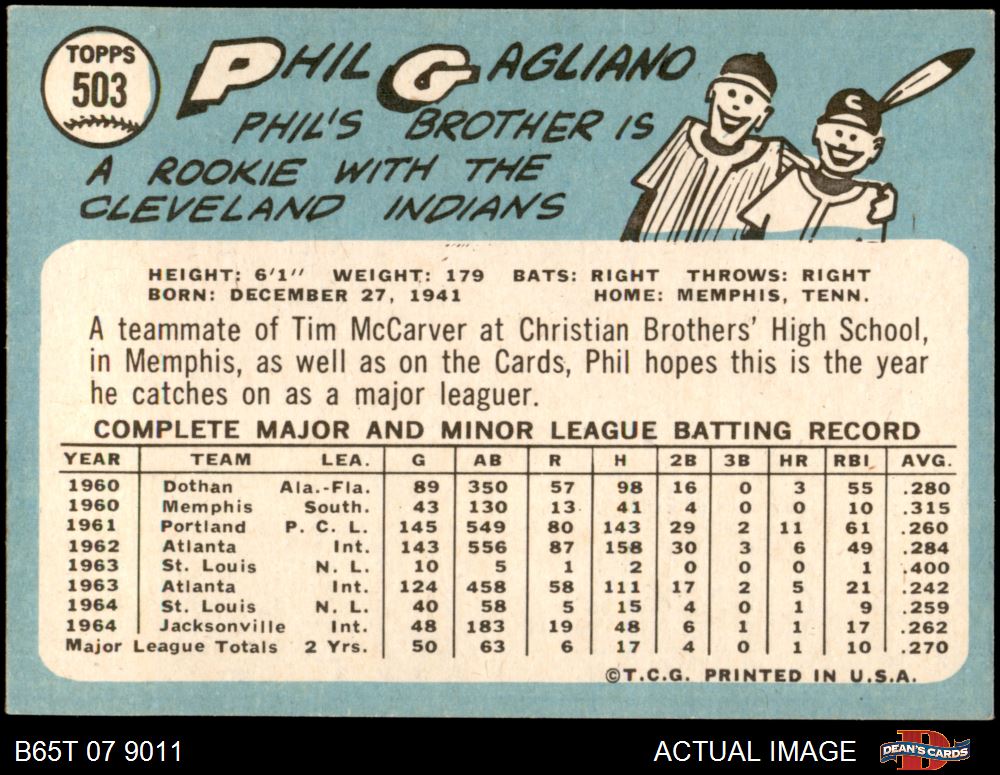 TOPPS
503
PHIL GAGLIANO
PHIL'S BROTHER IS
A ROOKIE WITH THE
CLEVELAND INDIANS
C
HEIGHT: 6'1" WEIGHT: 179 BATS: RIGHT THROWS: RIGHT
BORN: DECEMBER 27, 1941 HOME: MEMPHIS, TENN.
A teammate of Tim McCarver at Christian Brothers' High School,
in Memphis, as well as on the Cards, Phil hopes this is the year
he catches on as a major leaguer.
COMPLETE MAJOR AND MINOR LEAGUE BATTING RECORD
YEAR TEAM LEA. G AB R H 2B 3B HR RBI AVG.
1960 Dothan Ala.-Fla. 89 350 57 98 16 0 3 55 .280
1960 Memphis South. 43 130 13 41 4 0 0 10 .315
1961 Portland P. C. L. 145 549 80 143 29 2 11 61 .260
1962 Atlanta Int. 143 556 87 158 30 3 6 49 .284
1963 St. Louis N. L. 10 5 1 2 0 0 0 1 .400
1963 Atlanta Int. 124 458 58 111 17 2 5 21 .242
1964 St. Louis N. L. 40 58 5 15 4 0 1 9 .259
1964 Jacksonville Int. 48 183 19 48 6 1 1 17 .262
Major League Totals 2 Yrs. 50 63 6 17 4 0 1 10 .270
©T.C.G. PRINTED IN U.S.A.
B65T 07 9011 ACTUAL IMAGE DEAN'S CARDS